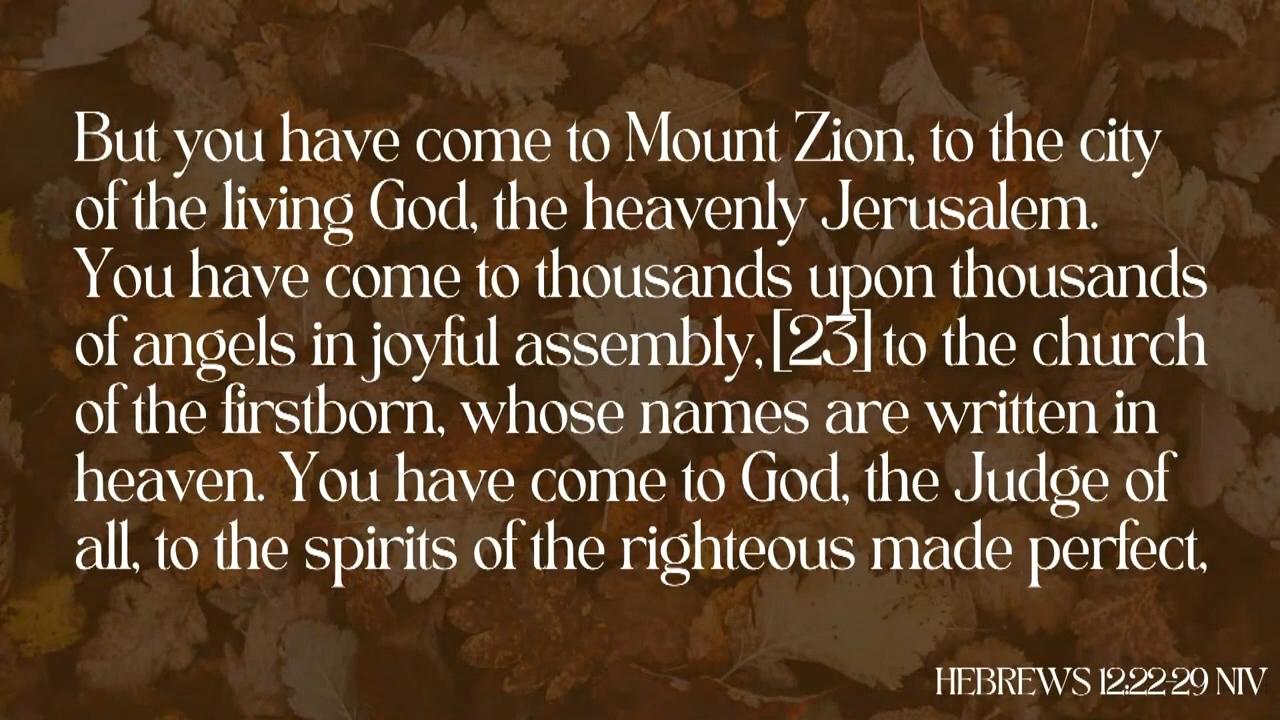 But you have come to Mount Zion, to the city
of the living God, the heavenly Jerusalem.
You have come to thousands upon thousands
of angels in joyful assembly, [23] to the church
of the firstborn, whose names are written in
heaven. You have come to God, the Judge of
all, to the spirits of the righteous made perfect,
HEBREWS 12:22-29 NIV